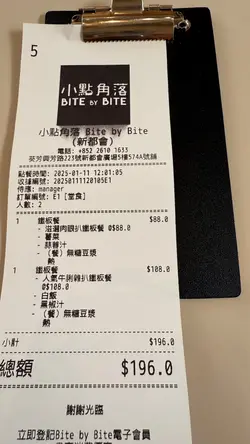 5
小點角落
BITE BY BITE
小點角落 Bite by Bite
(新都會)
電話: +852 2610 1633
葵芳興芳路223號新都會廣場5樓574A號舖
點餐時間: 2025-01-11 12:01:05
收據編號: 20250111120105E1
侍應: manager
訂單編號: E1 [堂食]
人數: 2
1 鐵板餐 $88.0
- 滋選肉眼扒鐵板餐 @$88.0
- 薯菜
- 蒜蓉汁
- (餐) 無糖豆漿
熱
1 鐵板餐 $108.0
- 人氣牛脷雜扒鐵板餐
@$108.0
- 白飯
- 黑椒汁
- (餐) 無糖豆漿
熱
小計 $196.0
總額 $196.0
謝謝光臨
立即登記Bite by Bite電子會員